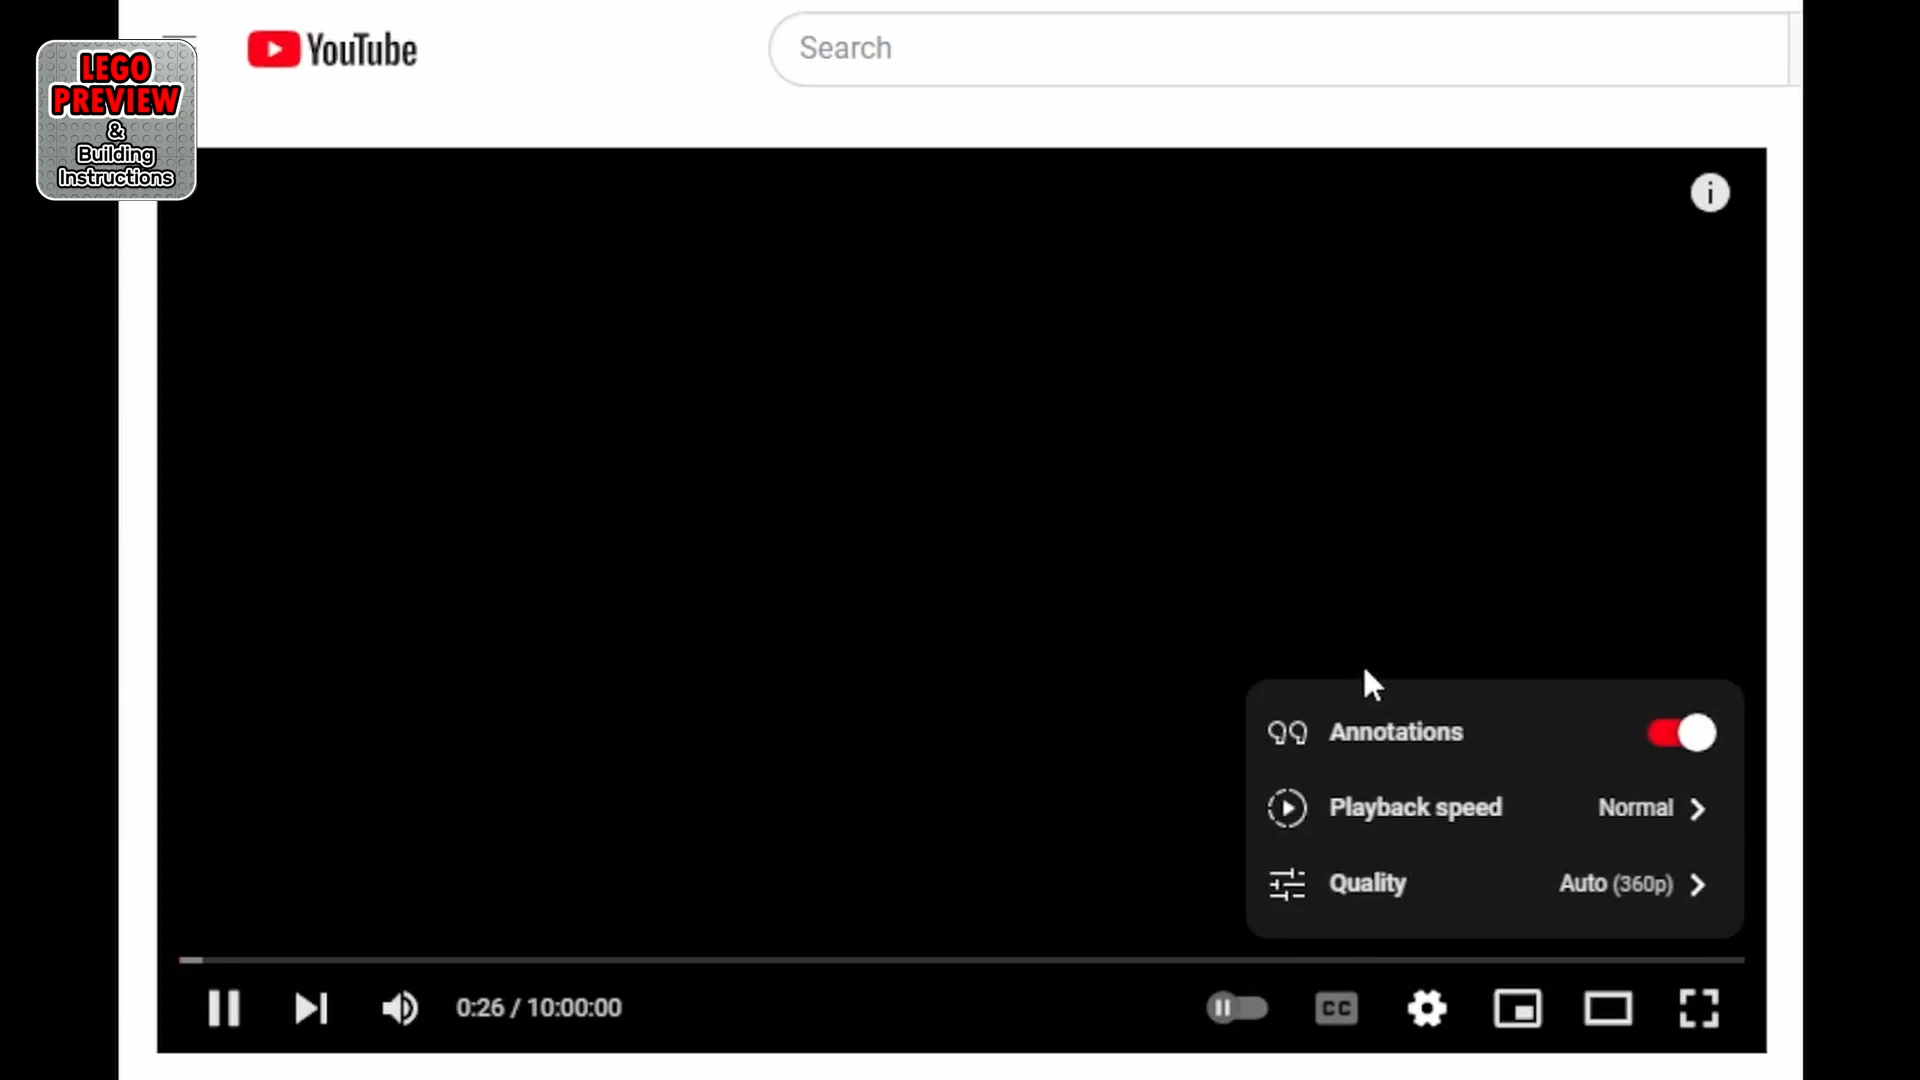 LEGO
PREVIEW
&
Building
Instructions
YouTube
Search
i
Annotations
Playback speed Normal
Quality Auto (360p)
0:26 / 10:00:00
CC